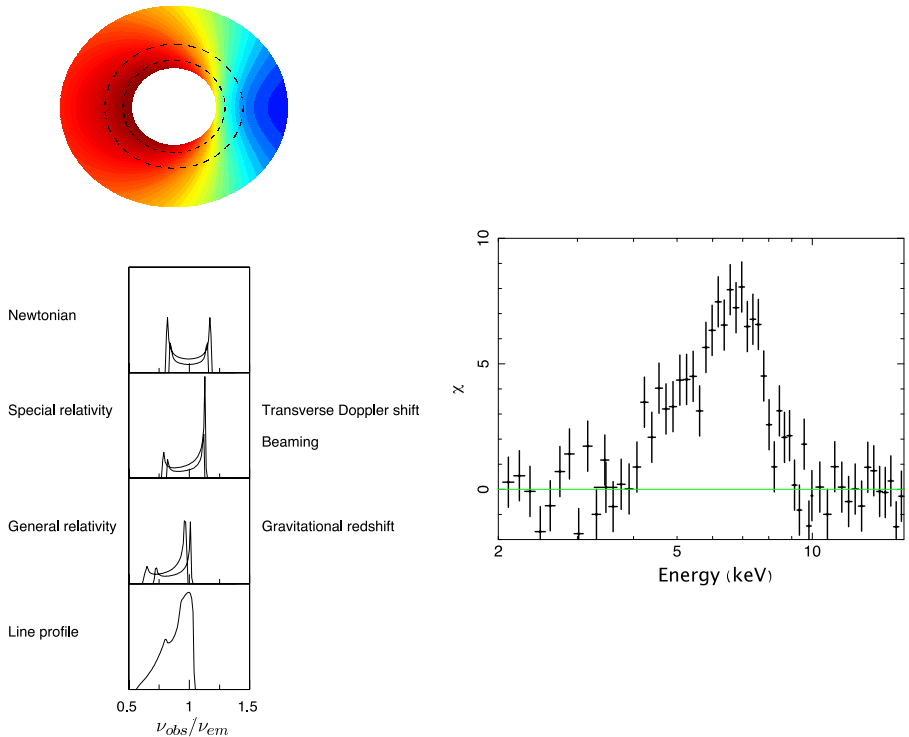 Newtonian
Special relativity
Transverse Doppler shift
Beaming
General relativity
Gravitational redshift
Line profile
0.5 1 1.5
ν_obs/ν_em
10
5
0
χ
2 5 10
Energy (keV)